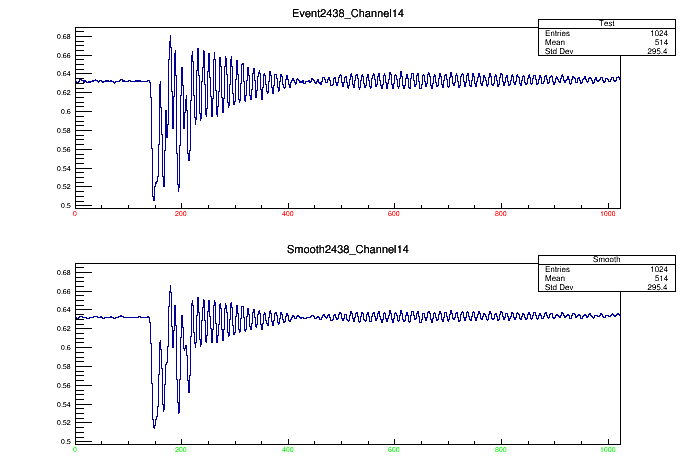 Event2438_Channel14
Test
Entries 1024
Mean 514
Std Dev 295.4
0.68
0.66
0.64
0.62
0.6
0.58
0.56
0.54
0.52
0.5
0 200 400 600 800 1000
Smooth2438_Channel14
Smooth
Entries 1024
Mean 514
Std Dev 295.4
0.68
0.66
0.64
0.62
0.6
0.58
0.56
0.54
0.52
0.5
0 200 400 600 800 1000